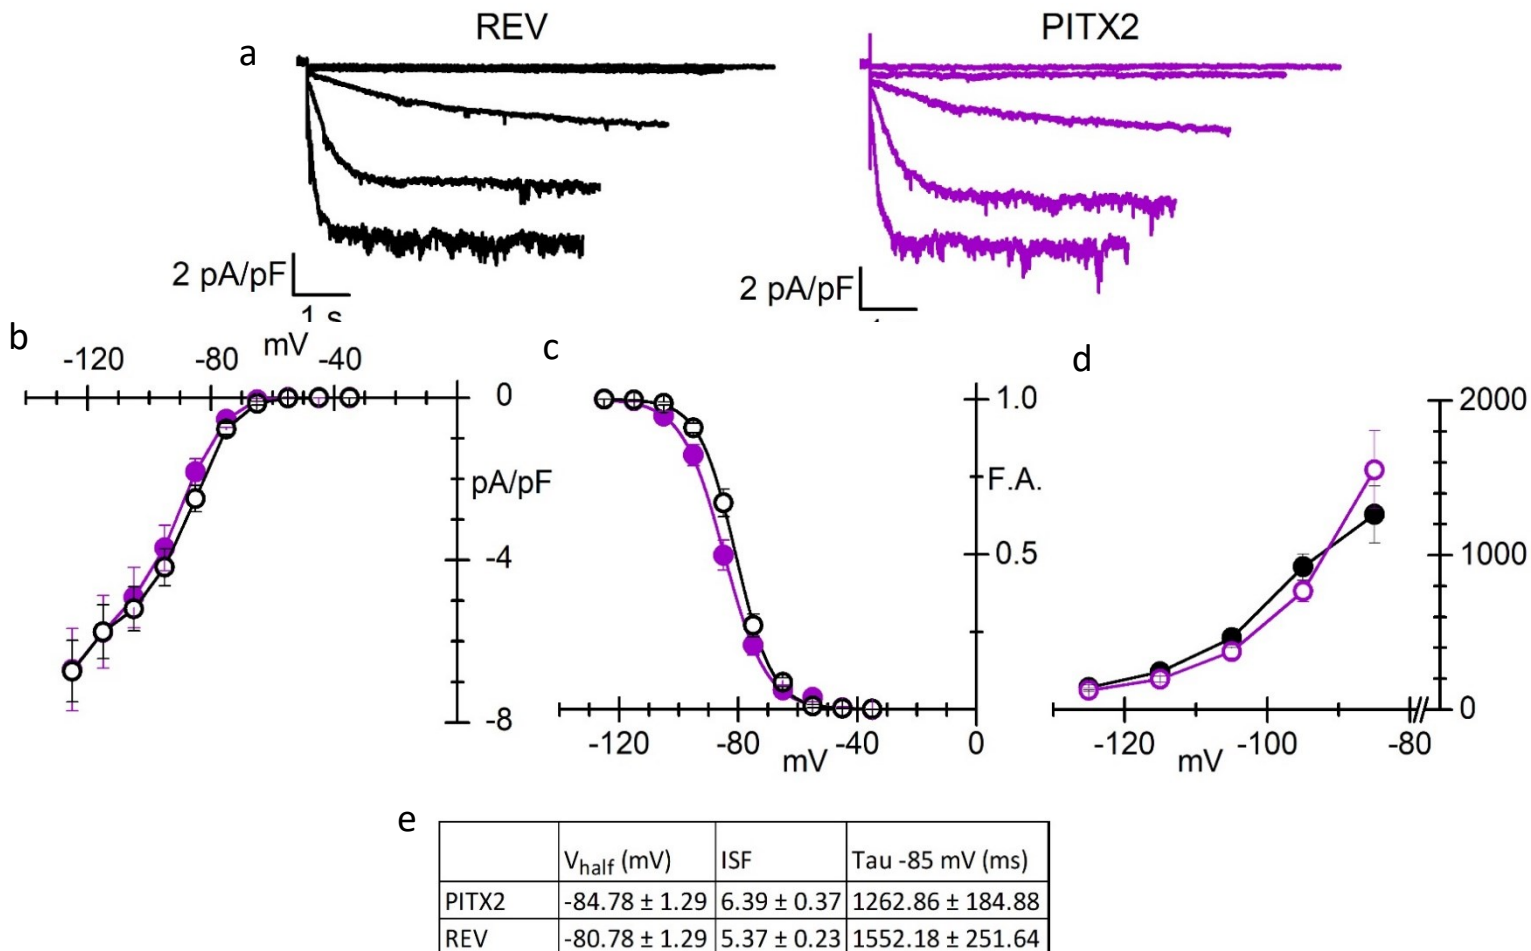 a
REV
PITX2
2 pA/pF
1 s
2 pA/pF
b
mV
-120 -80 -40
0
pA/pF
-4
-8
c
1.0
F.A.
0.5
-120 -80 -40 0
mV
d
2000
1000
0
-120 -100 -80
mV
e
Vhalf (mV) ISF Tau -85 mV (ms)
PITX2 -84.78 ± 1.29 6.39 ± 0.37 1262.86 ± 184.88
REV -80.78 ± 1.29 5.37 ± 0.23 1552.18 ± 251.64